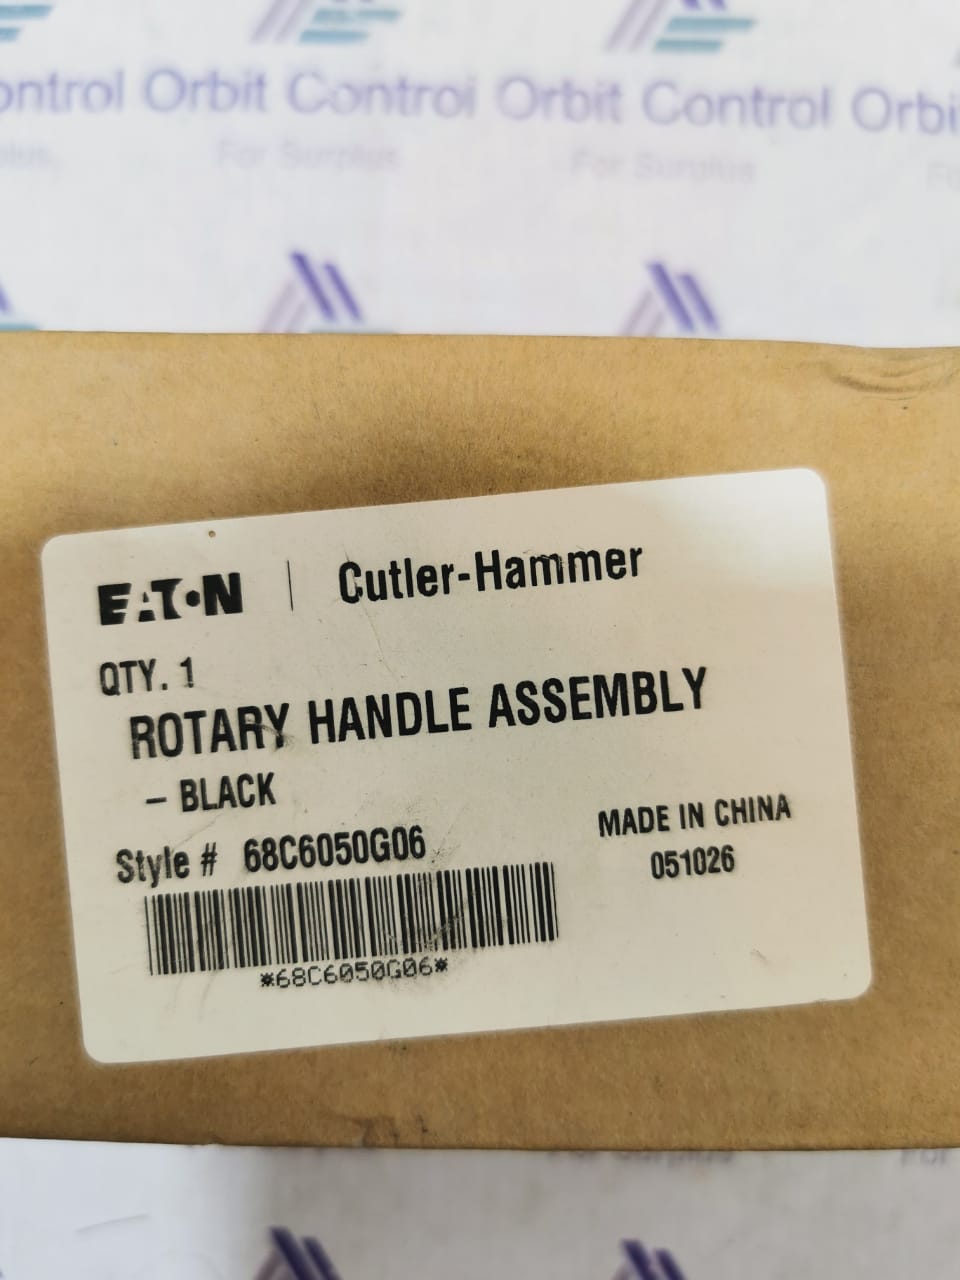 ontrol Orbit Control Orbit Control Orbi
For Surplus For Surplus
EATON | Cutler-Hammer
QTY. 1
ROTARY HANDLE ASSEMBLY
– BLACK
MADE IN CHINA
Style # 68C6050G06
051026
*68C6050G06*